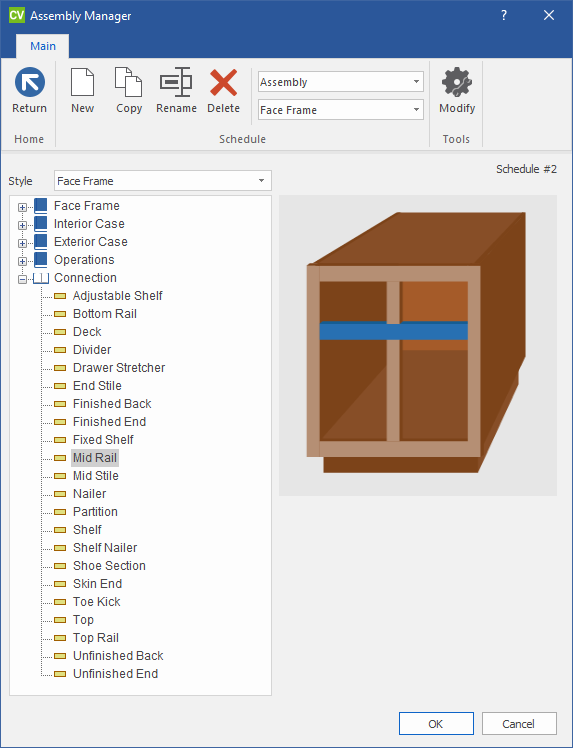 CV Assembly Manager ?
Main
Return New Copy Rename Delete Assembly Face Frame Modify
Home Schedule Tools
Schedule #2
Style Face Frame
Face Frame
Interior Case
Exterior Case
Operations
Connection
Adjustable Shelf
Bottom Rail
Deck
Divider
Drawer Stretcher
End Stile
Finished Back
Finished End
Fixed Shelf
Mid Rail
Mid Stile
Nailer
Partition
Shelf
Shelf Nailer
Shoe Section
Skin End
Toe Kick
Top
Top Rail
Unfinished Back
Unfinished End
OK Cancel